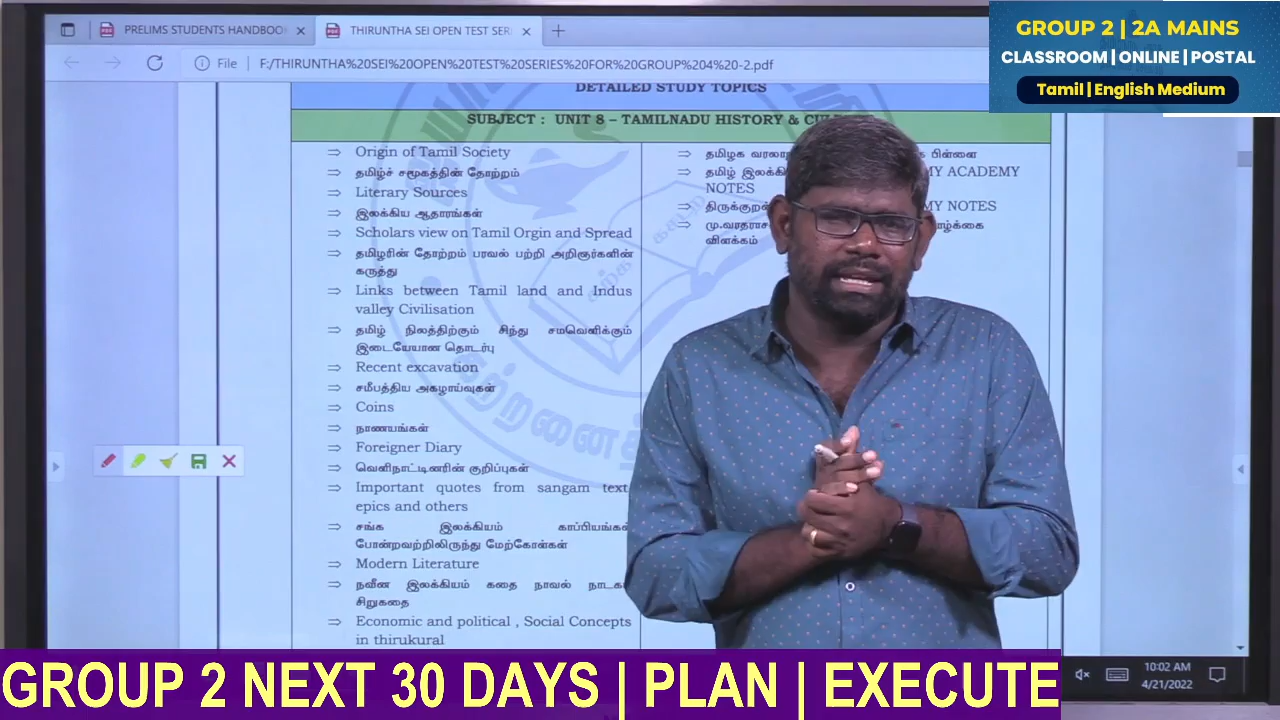 PRELIMS STUDENTS HANDBOO
THIRUNTHA SEI OPEN TEST SER
File
F:/THIRUNTHA%20SEI%20OPEN%20TEST%20SERIES%20FOR%20GROUP%204%20-2.pdf
GROUP 2 | 2A MAINS
CLASSROOM | ONLINE | POSTAL
Tamil | English Medium
DETAILED STUDY TOPICS
SUBJECT : UNIT 8 – TAMILNADU HISTORY &
⇒ Origin of Tamil Society
⇒ தமிழ்ச் சமூகத்தின் தோற்றம்
⇒ Literary Sources
⇒ இலக்கிய ஆதாரங்கள்
⇒ Scholars view on Tamil Orgin and Spread
⇒ தமிழரின் தோற்றம் பரவல் பற்றி அறிஞர்களின்
கருத்து
⇒ Links between Tamil land and Indus
valley Civilisation
⇒ தமிழ் நிலத்திற்கும் சிந்து சமவெளிக்கும்
இடையேயான தொடர்பு
⇒ Recent excavation
⇒ சமீபத்திய அகழாய்வுகள்
⇒ Coins
⇒ நாணயங்கள்
⇒ Foreigner Diary
⇒ வெளிநாட்டினரின் குறிப்புகள்
⇒ Important quotes from sangam text,
epics and others
⇒ சங்க இலக்கியம் காப்பியங்கள்
போன்றவற்றிலிருந்து மேற்கோள்கள்
⇒ Modern Literature
⇒ நவீன இலக்கியம் கதை நாவல் நாடக
சிறுகதை
⇒ Economic and political , Social Concepts
in thirukural
⇒ தமிழக பிள்ளை
⇒ தமிழ் ACADEMY
NOTES
⇒ திருக்குறள் NOTES
⇒
விளக்கம்
கற்றனைத்
10:02 AM
4/21/2022
GROUP 2 NEXT 30 DAYS | PLAN | EXECUTE